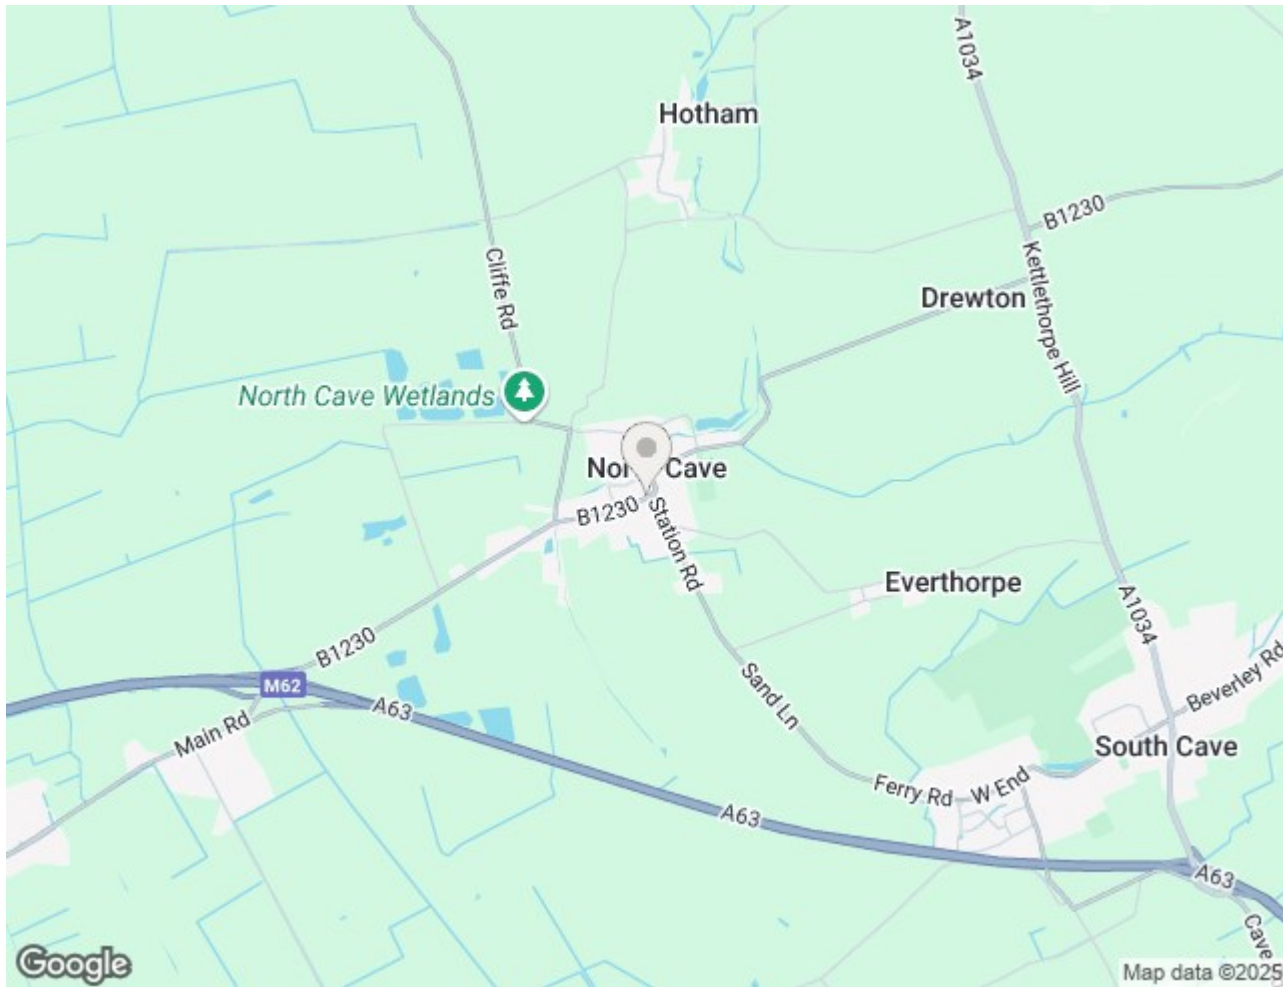 A1034
Hotham
B1230
Cliffe Rd
Kettlethorpe Hill
Drewton
North Cave Wetlands
North Cave
B1230
Station Rd
Everthorpe
A1034
B1230
M62
A63
Main Rd
Sand Ln
Beverley Rd
South Cave
Ferry Rd
W End
A63
A63
Cave
Google
Map data ©2025